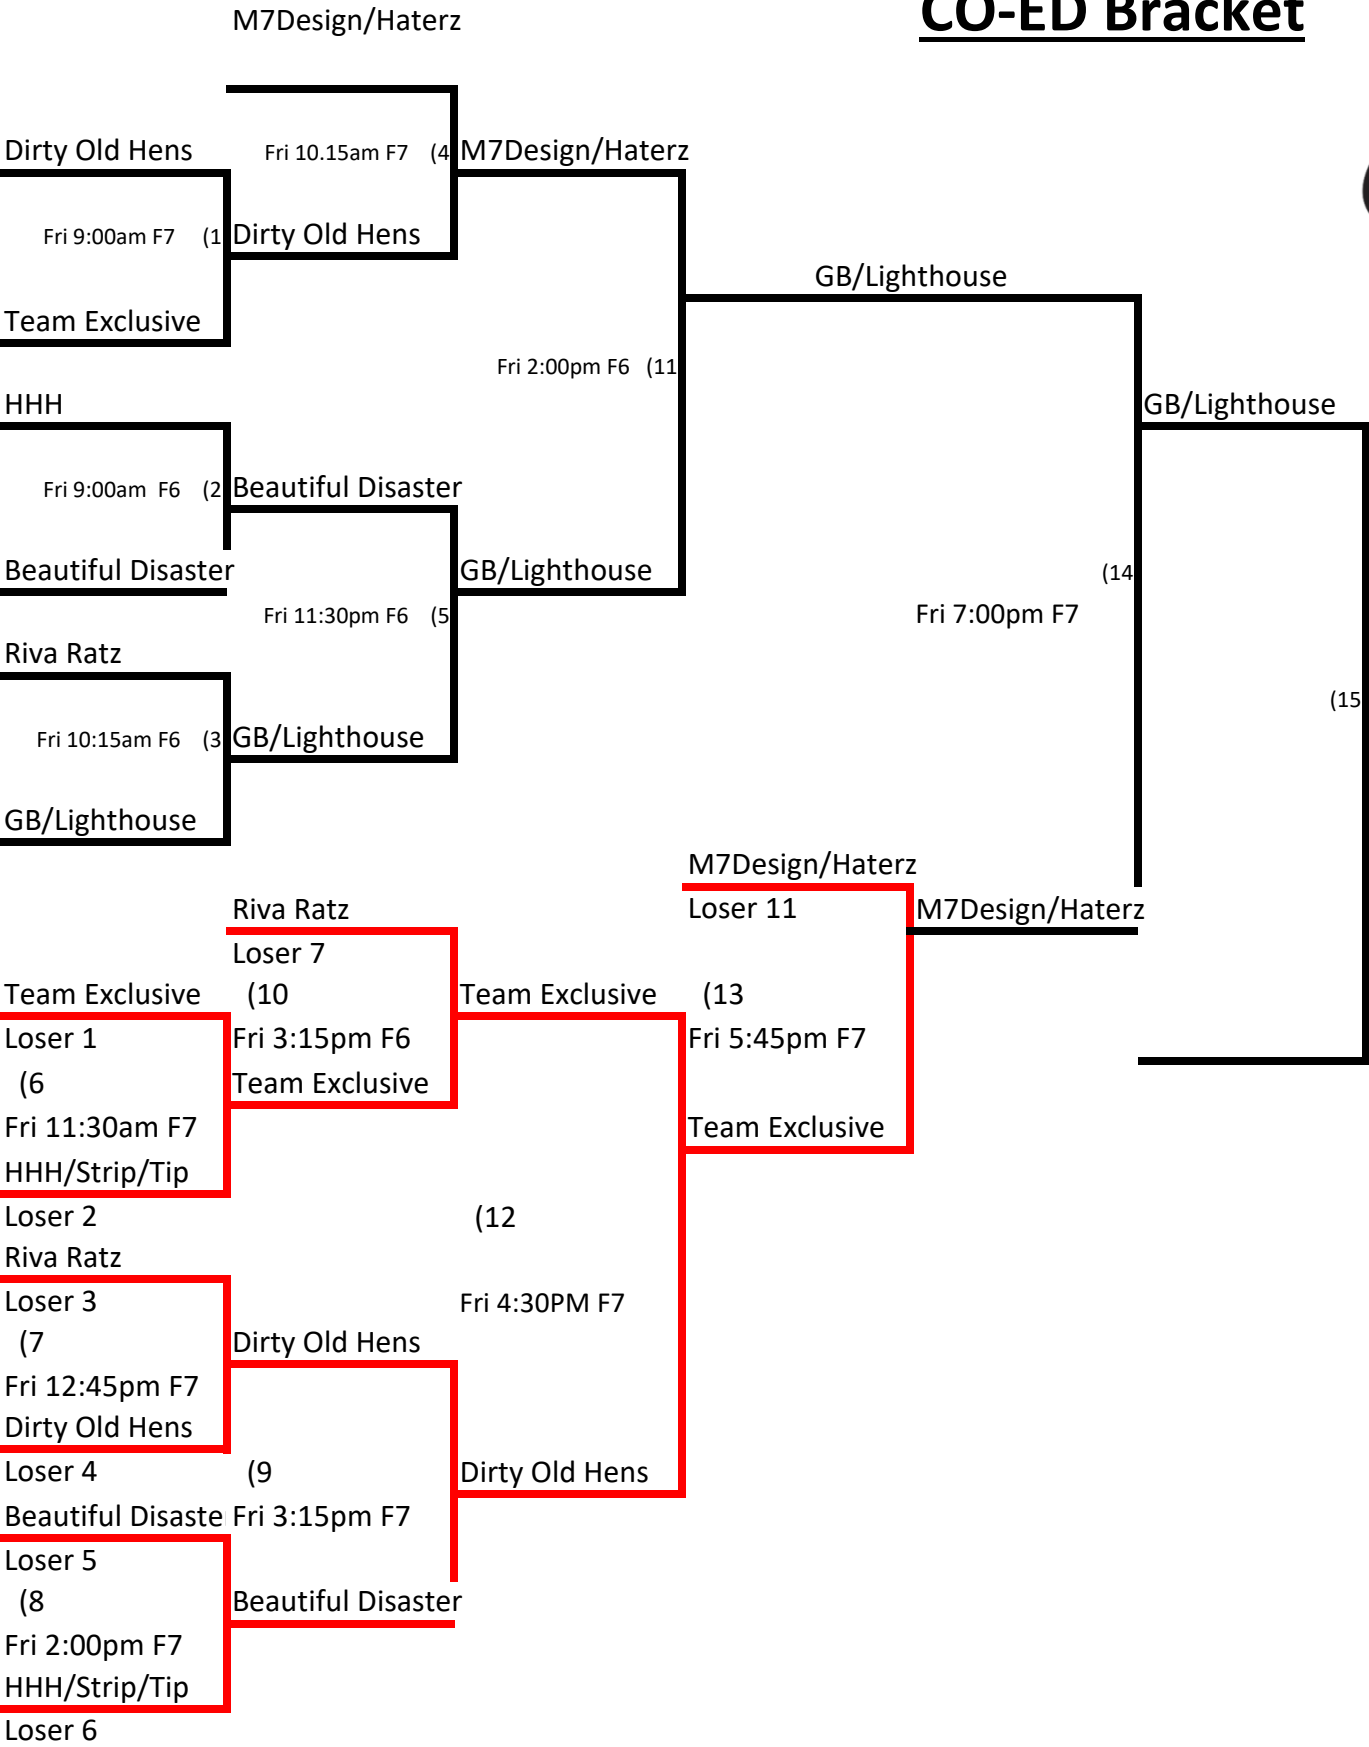 CO-ED Bracket
M7Design/Haterz
Dirty Old Hens
Fri 10.15am F7 (4
M7Design/Haterz
Fri 9:00am F7 (1
Dirty Old Hens
GB/Lighthouse
Team Exclusive
Fri 2:00pm F6 (11
HHH
GB/Lighthouse
Fri 9:00am F6 (2
Beautiful Disaster
Beautiful Disaster
GB/Lighthouse
(14
Fri 11:30pm F6 (5
Fri 7:00pm F7
Riva Ratz
(15
Fri 10:15am F6 (3
GB/Lighthouse
GB/Lighthouse
M7Design/Haterz
Riva Ratz
Loser 11
M7Design/Haterz
Loser 7
Team Exclusive
(10
Team Exclusive
(13
Loser 1
Fri 3:15pm F6
Fri 5:45pm F7
(6
Team Exclusive
Fri 11:30am F7
Team Exclusive
HHH/Strip/Tip
Loser 2
(12
Riva Ratz
Loser 3
Fri 4:30PM F7
(7
Dirty Old Hens
Fri 12:45pm F7
Dirty Old Hens
Loser 4
(9
Dirty Old Hens
Beautiful Disaste
Fri 3:15pm F7
Loser 5
(8
Beautiful Disaster
Fri 2:00pm F7
HHH/Strip/Tip
Loser 6